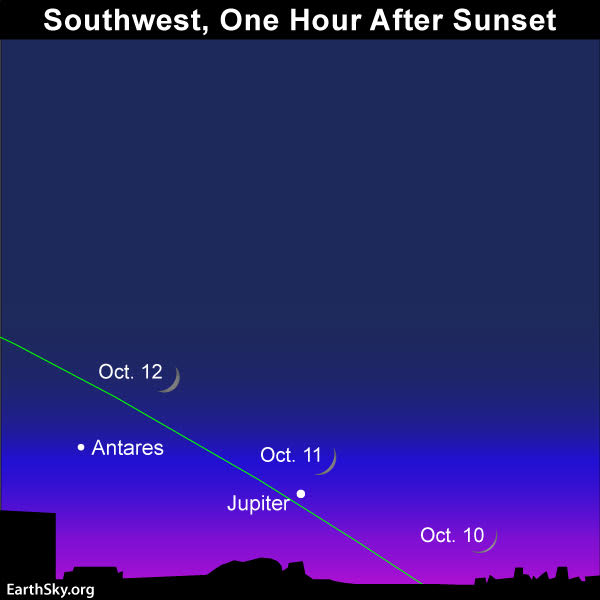 Southwest, One Hour After Sunset
Oct. 12
Antares
Oct. 11
Jupiter
Oct. 10
EarthSky.org